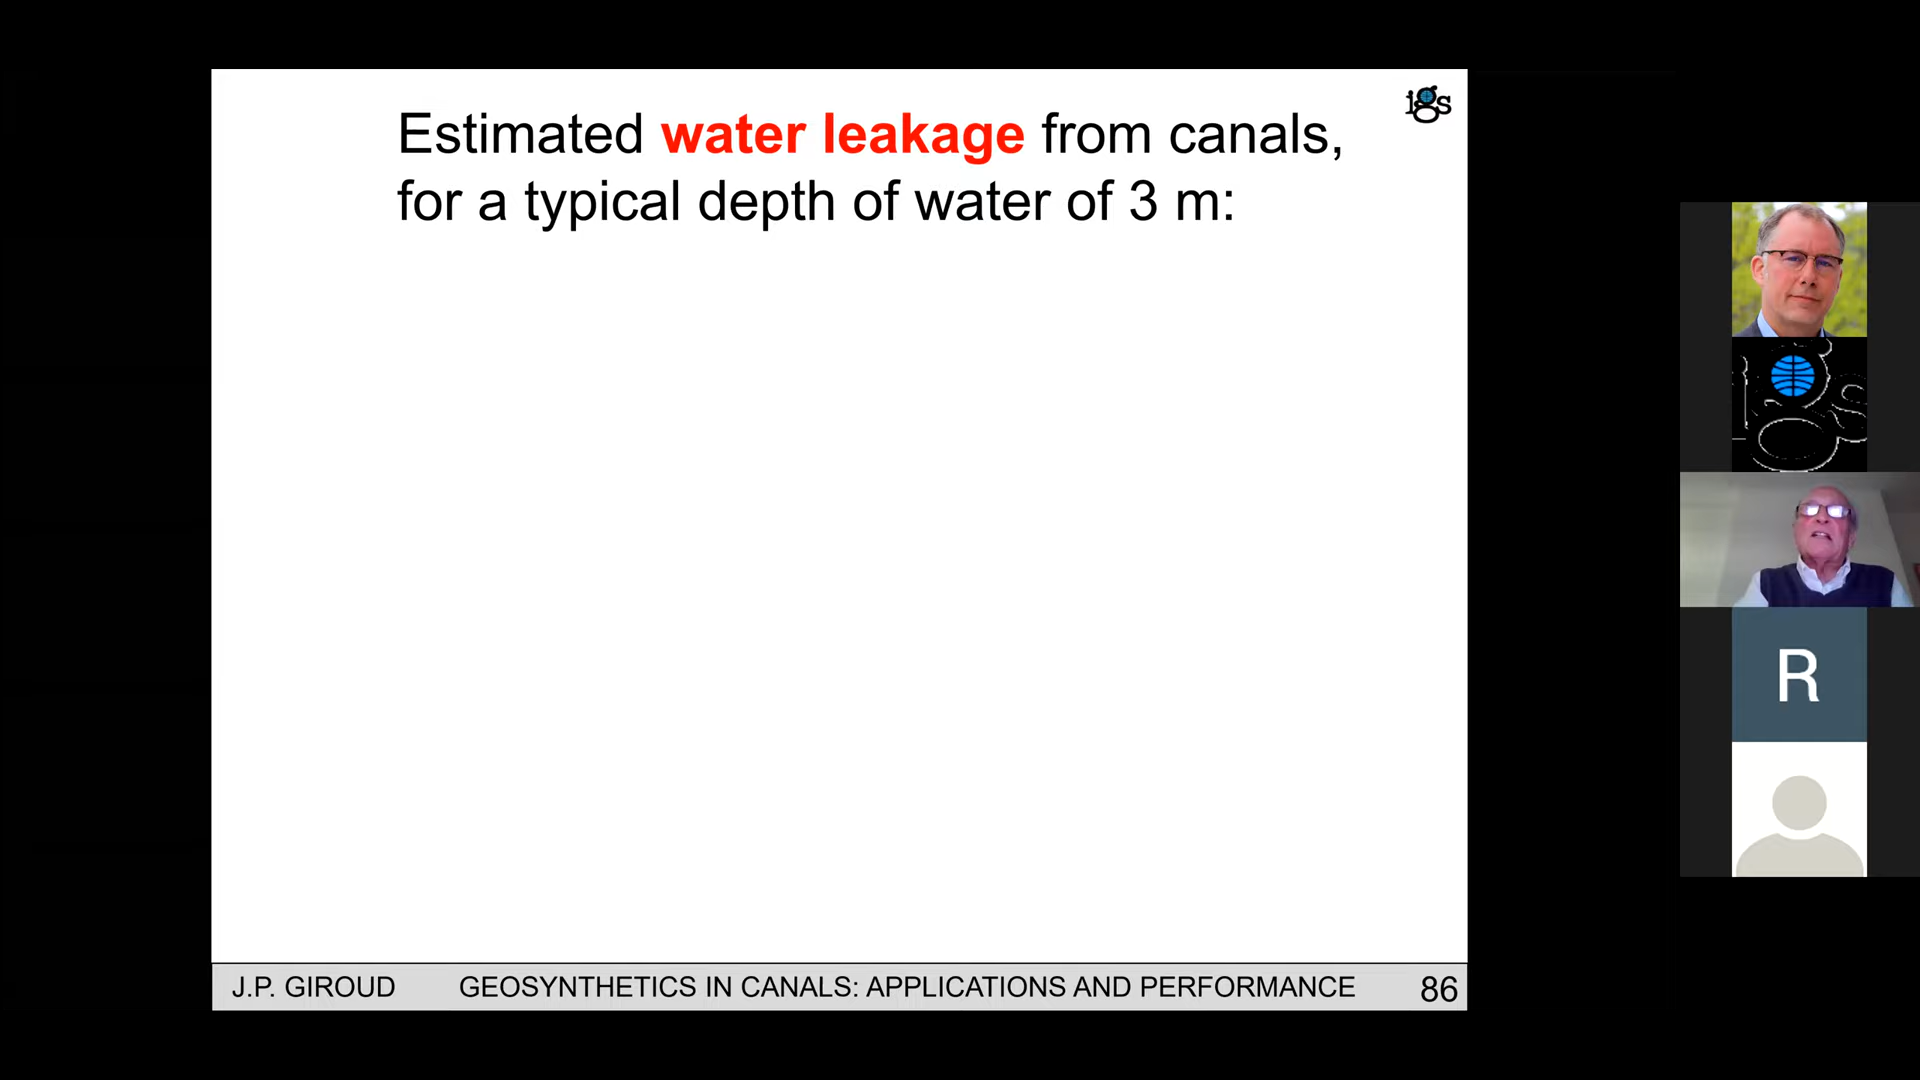 Estimated water leakage from canals,
for a typical depth of water of 3 m:
igs
J.P. GIROUD GEOSYNTHETICS IN CANALS: APPLICATIONS AND PERFORMANCE 86
igs
R